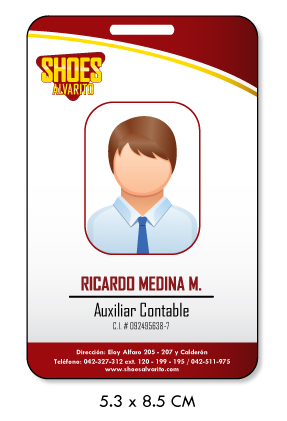 SHOES
ALVARITO
RICARDO MEDINA M.
Auxiliar Contable
C.I. # 092495638-7
Dirección: Eloy Alfaro 205 - 207 y Calderón
Teléfono: 042-327-312 ext. 120 - 199 - 195 / 042-511-975
www.shoesalvarito.com
5.3 x 8.5 CM